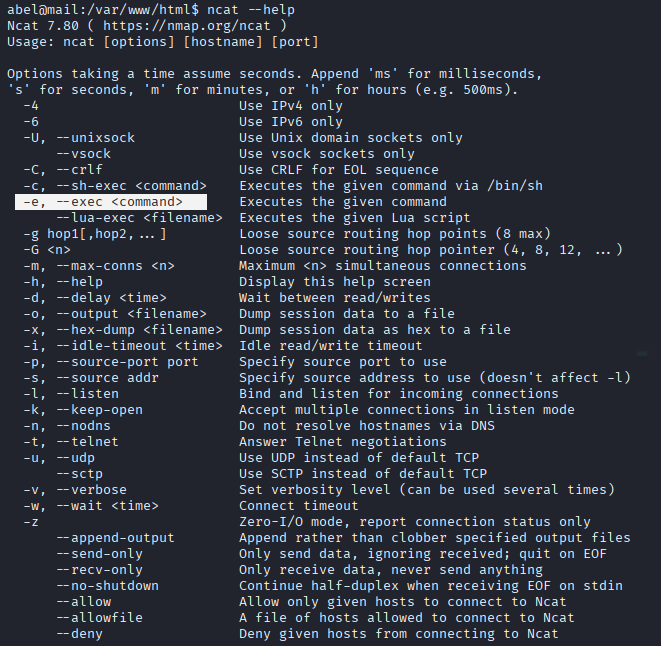 abel@mail:/var/www/html$ ncat --help
Ncat 7.80 ( https://nmap.org/ncat )
Usage: ncat [options] [hostname] [port]

Options taking a time assume seconds. Append 'ms' for milliseconds,
's' for seconds, 'm' for minutes, or 'h' for hours (e.g. 500ms).
  -4                         Use IPv4 only
  -6                         Use IPv6 only
  -U, --unixsock             Use Unix domain sockets only
      --vsock                Use vsock sockets only
  -C, --crlf                 Use CRLF for EOL sequence
  -c, --sh-exec <command>    Executes the given command via /bin/sh
  -e, --exec <command>       Executes the given command
      --lua-exec <filename>  Executes the given Lua script
  -g hop1[,hop2,...]         Loose source routing hop points (8 max)
  -G <n>                     Loose source routing hop pointer (4, 8, 12, ...)
  -m, --max-conns <n>        Maximum <n> simultaneous connections
  -h, --help                 Display this help screen
  -d, --delay <time>         Wait between read/writes
  -o, --output <filename>    Dump session data to a file
  -x, --hex-dump <filename>  Dump session data as hex to a file
  -i, --idle-timeout <time>  Idle read/write timeout
  -p, --source-port port     Specify source port to use
  -s, --source addr          Specify source address to use (doesn't affect -l)
  -l, --listen               Bind and listen for incoming connections
  -k, --keep-open            Accept multiple connections in listen mode
  -n, --nodns                Do not resolve hostnames via DNS
  -t, --telnet               Answer Telnet negotiations
  -u, --udp                  Use UDP instead of default TCP
      --sctp                 Use SCTP instead of default TCP
  -v, --verbose              Set verbosity level (can be used several times)
  -w, --wait <time>          Connect timeout
  -z                         Zero-I/O mode, report connection status only
      --append-output        Append rather than clobber specified output files
      --send-only            Only send data, ignoring received; quit on EOF
      --recv-only            Only receive data, never send anything
      --no-shutdown          Continue half-duplex when receiving EOF on stdin
      --allow                Allow only given hosts to connect to Ncat
      --allowfile            A file of hosts allowed to connect to Ncat
      --deny                 Deny given hosts from connecting to Ncat